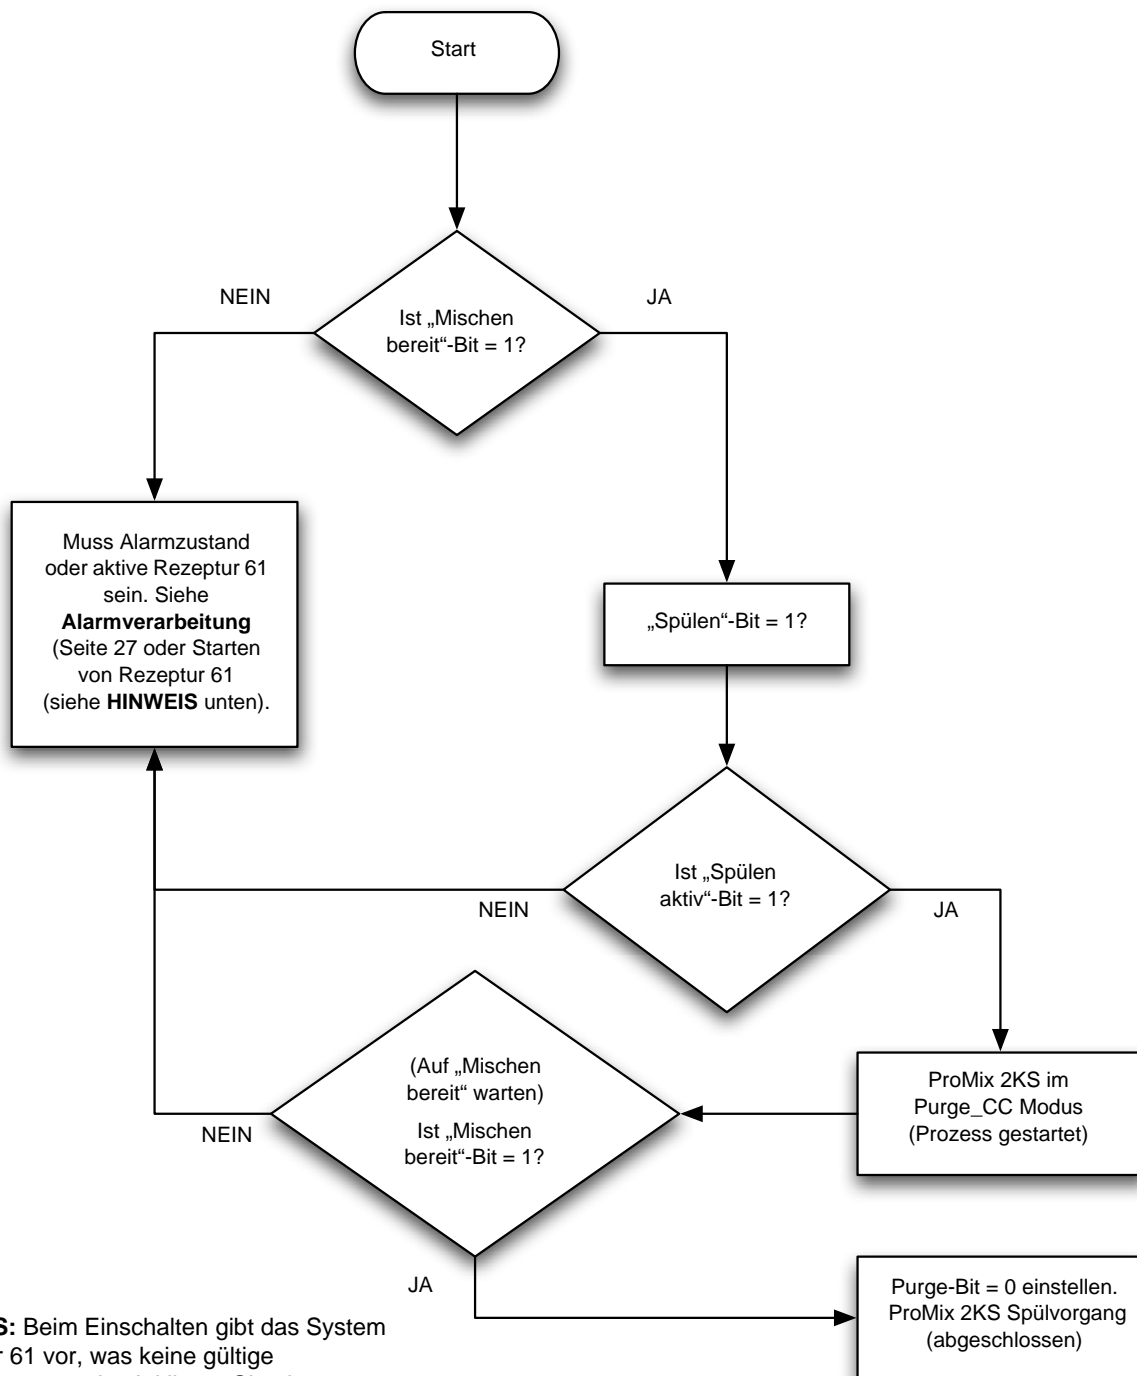 Start
NEIN
JA
Ist „Mischen
bereit“-Bit = 1?
Muss Alarmzustand
oder aktive Rezeptur 61
sein. Siehe
Alarmverarbeitung
(Seite 27 oder Starten
von Rezeptur 61
(siehe HINWEIS unten).
„Spülen“-Bit = 1?
Ist „Spülen
aktiv“-Bit = 1?
NEIN
JA
(Auf „Mischen
bereit“ warten)
Ist „Mischen
bereit“-Bit = 1?
ProMix 2KS im
Purge_CC Modus
(Prozess gestartet)
NEIN
JA
Purge-Bit = 0 einstellen.
ProMix 2KS Spülvorgang
(abgeschlossen)
S: Beim Einschalten gibt das System
r 61 vor, was keine gültige